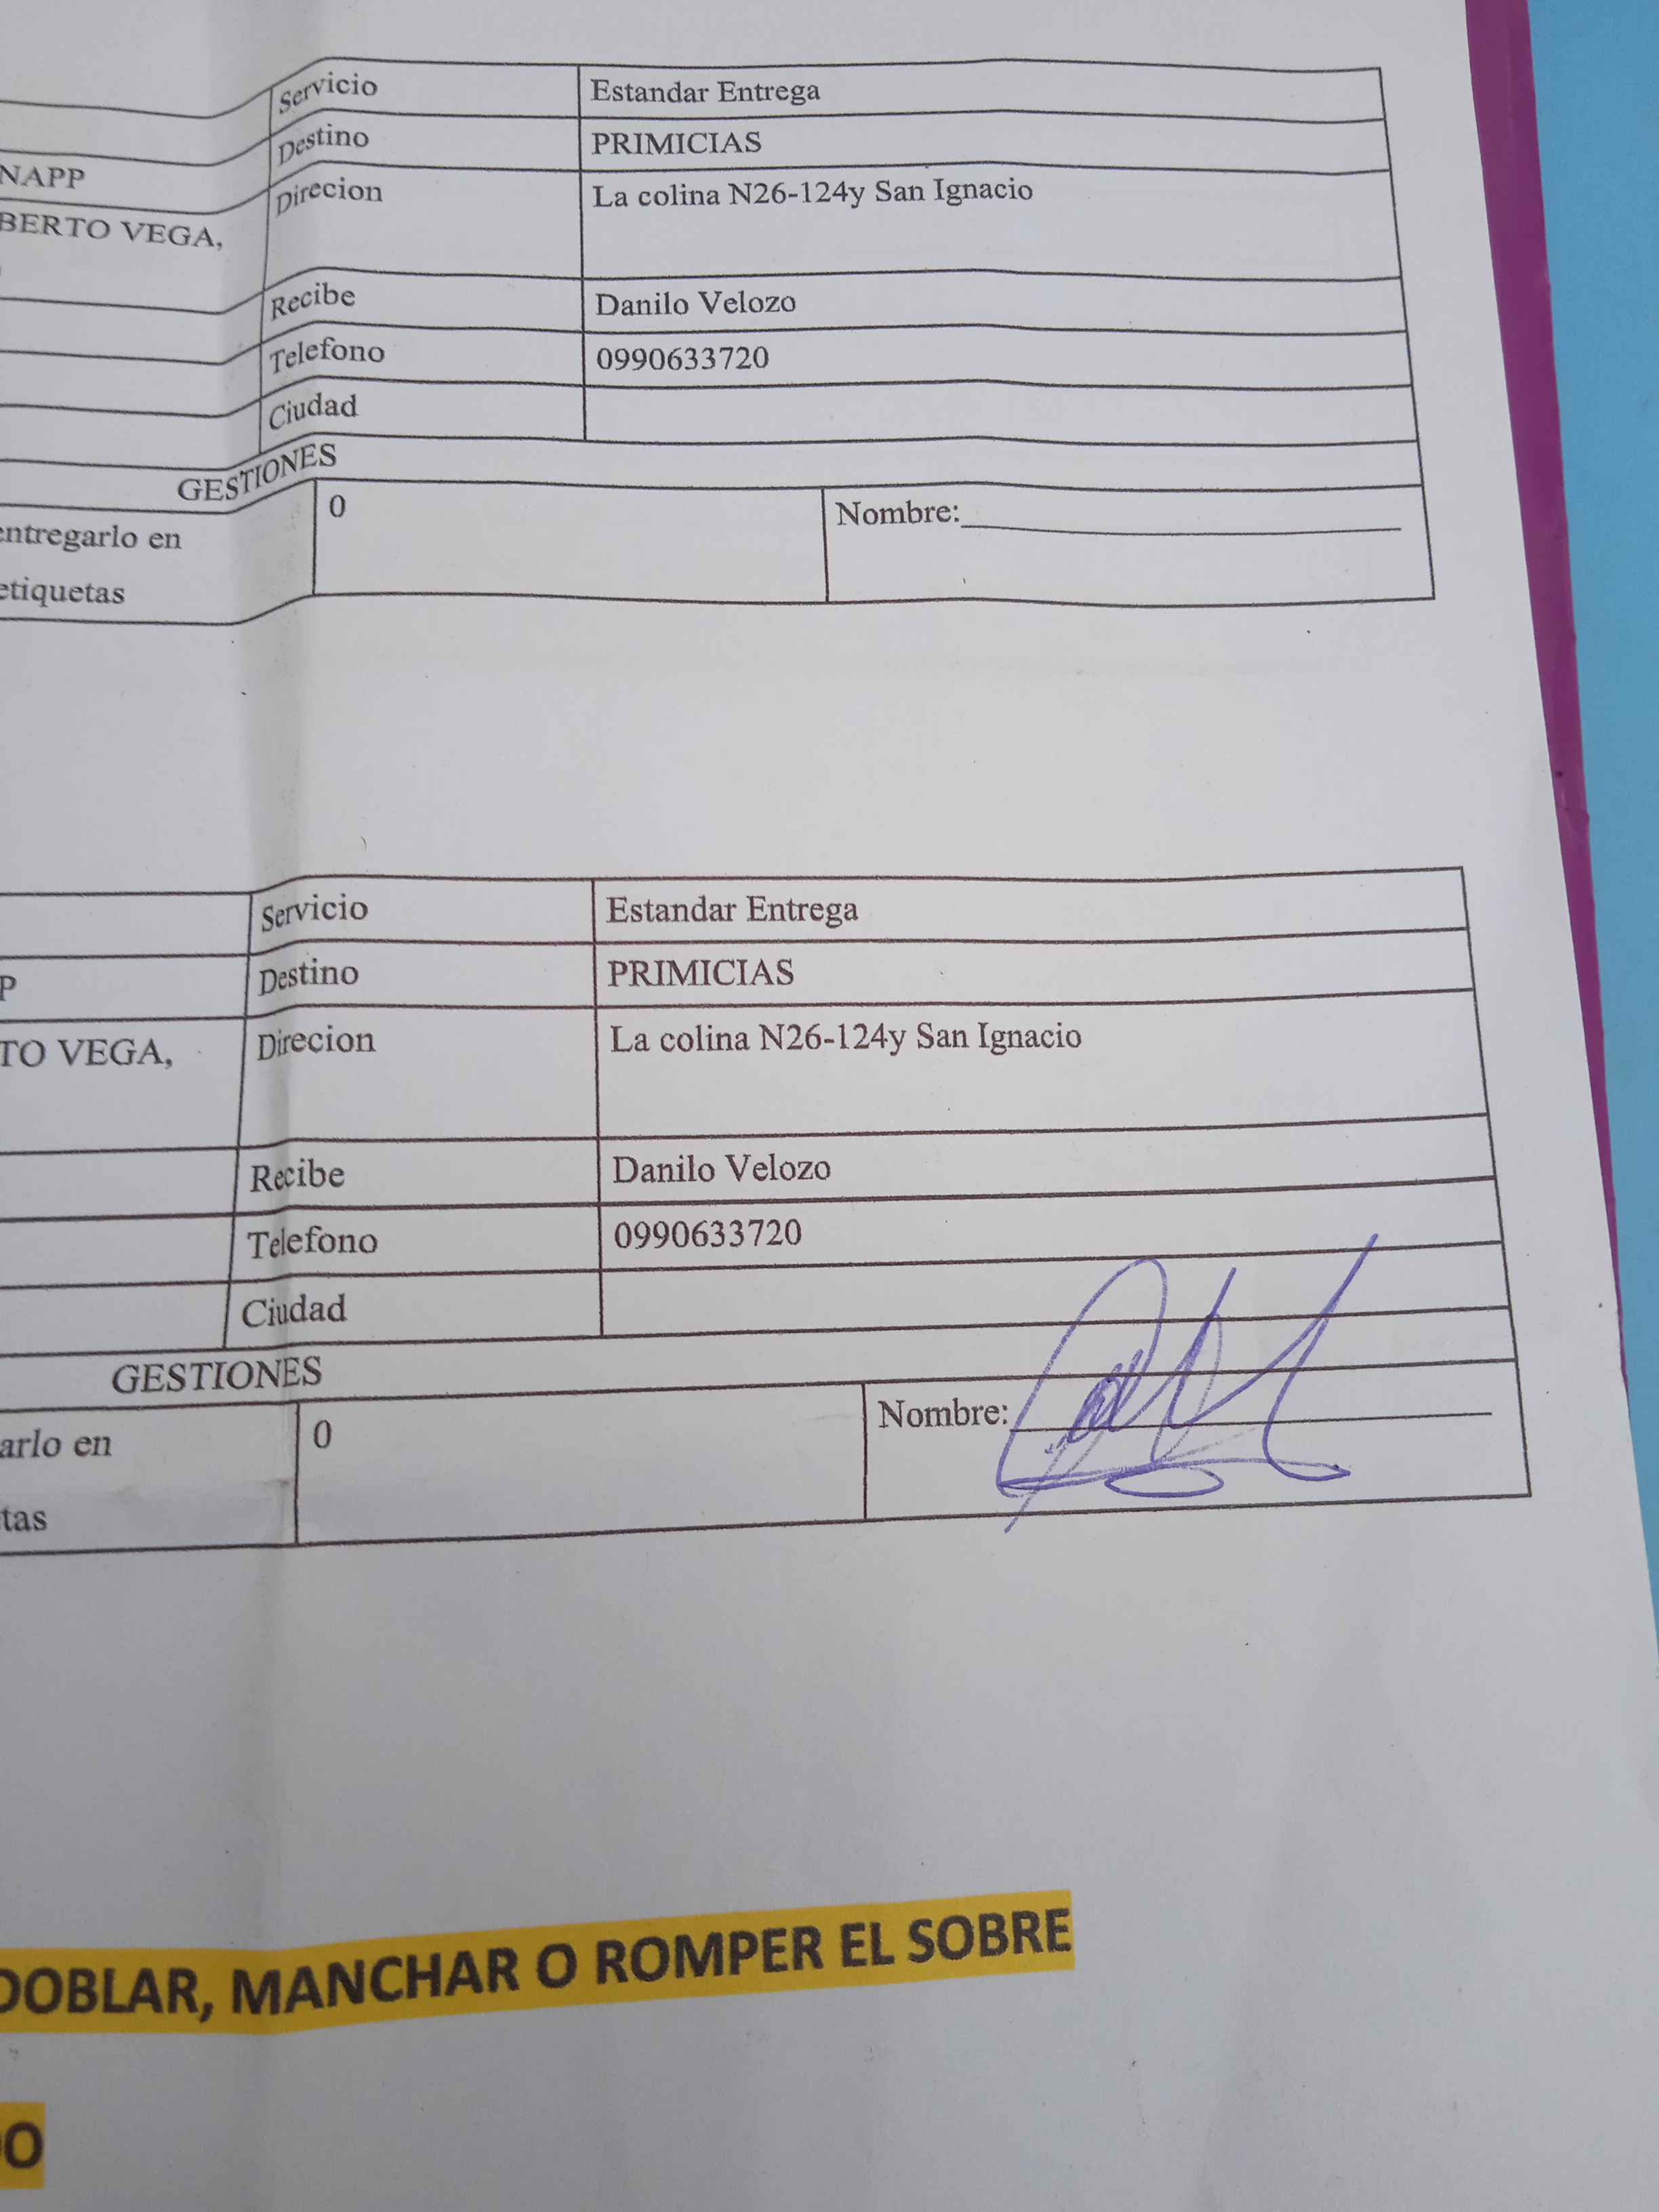 Servicio Estandar Entrega
Destino PRIMICIAS
NAPP Direcion La colina N26-124y San Ignacio
BERTO VEGA,
Recibe Danilo Velozo
Telefono 0990633720
Ciudad
GESTIONES
entregarlo en 0 Nombre:
etiquetas
Servicio Estandar Entrega
P Destino PRIMICIAS
TO VEGA, Direcion La colina N26-124y San Ignacio
Recibe Danilo Velozo
Telefono 0990633720
Ciudad
GESTIONES
arlo en 0 Nombre:
tas
DOBLAR, MANCHAR O ROMPER EL SOBRE
DO